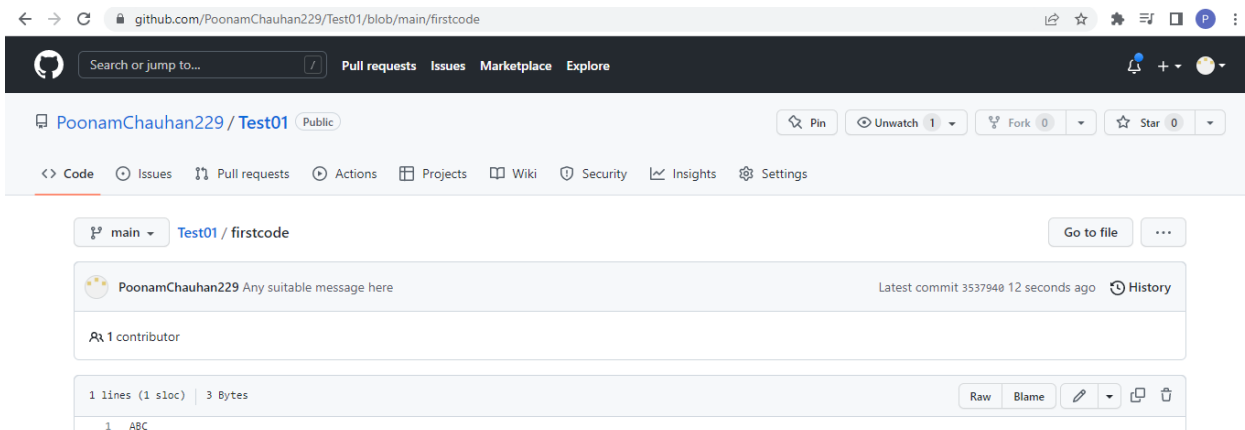 github.com/PoonamChauhan229/Test01/blob/main/firstcode
P
Search or jump to... / Pull requests Issues Marketplace Explore
PoonamChauhan229 / Test01 Public Pin Unwatch 1 Fork 0 Star 0
<> Code Issues Pull requests Actions Projects Wiki Security Insights Settings
main Test01 / firstcode Go to file ...
PoonamChauhan229 Any suitable message here Latest commit 3537940 12 seconds ago History
1 contributor
1 lines (1 sloc) 3 Bytes Raw Blame
1 ABC